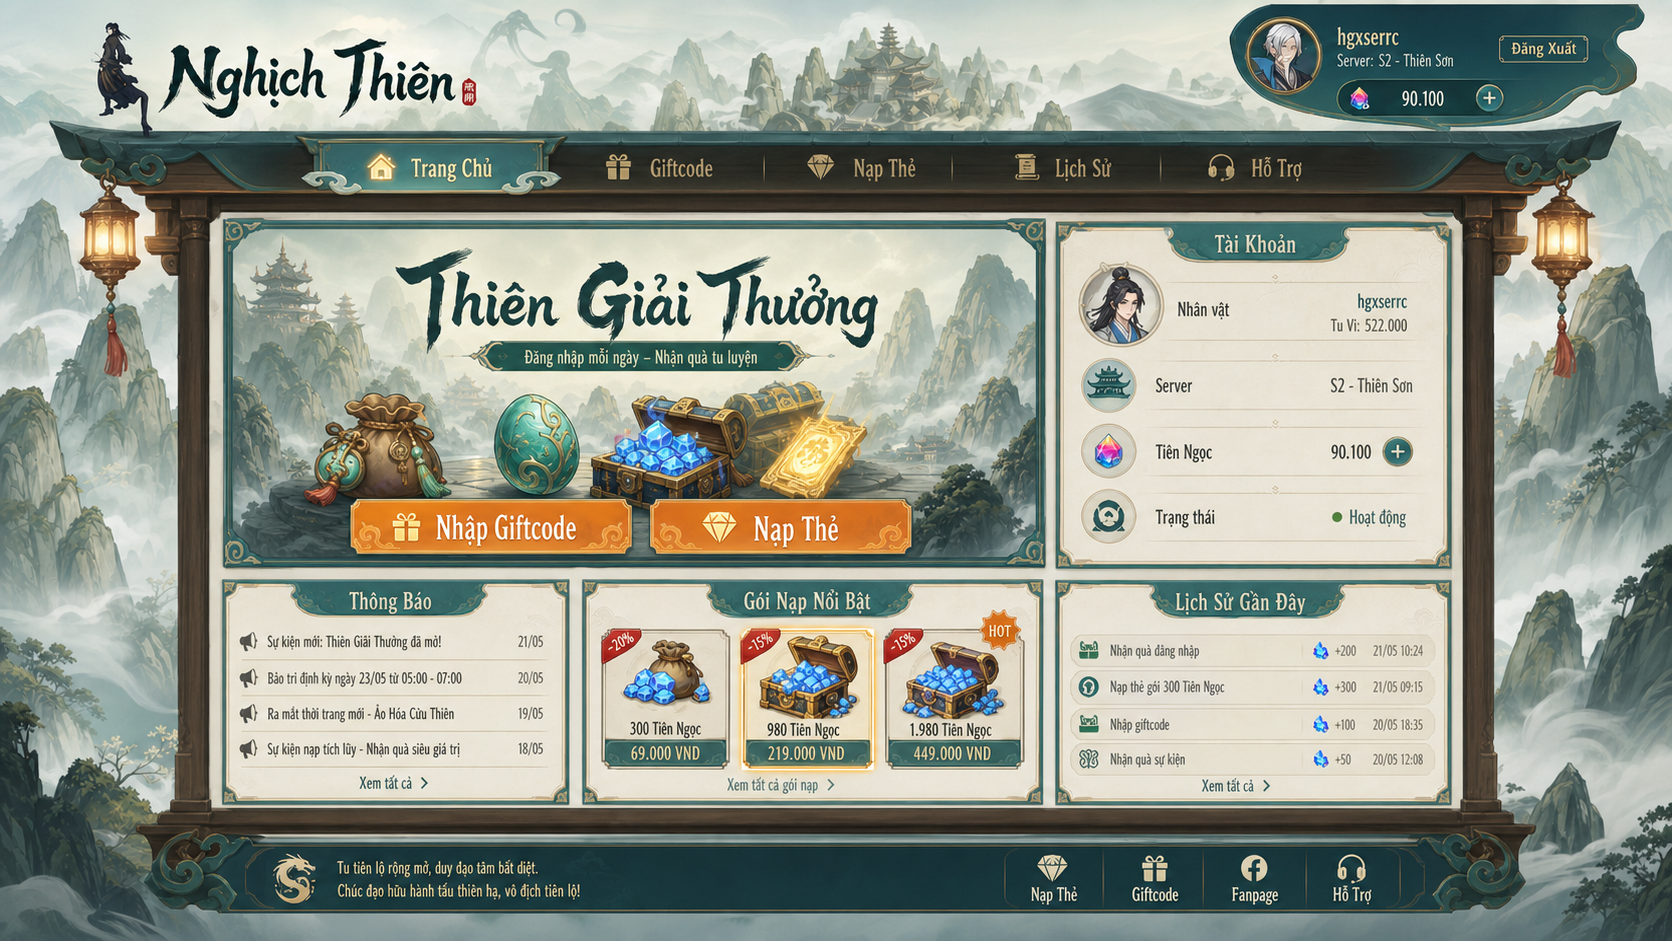 Nghịch Thiên
hgxserrc
Server: S2 - Thiên Sơn
90.100
Đăng Xuất
Trang Chủ
Giftcode
Nạp Thẻ
Lịch Sử
Hỗ Trợ
Thiên Giải Thưởng
Đăng nhập mỗi ngày – Nhận quà tu luyện
Nhập Giftcode
Nạp Thẻ
Tài Khoản
Nhân vật
hgxserrc
Tu Vi: 522.000
Server
S2 - Thiên Sơn
Tiên Ngọc
90.100
Trạng thái
Hoạt động
Thông Báo
Sự kiện mới: Thiên Giải Thưởng đã mở!
21/05
Bảo trì định kỳ ngày 23/05 từ 05:00 - 07:00
20/05
Ra mắt thời trang mới - Ảo Hóa Cửu Thiên
19/05
Sự kiện nạp tích lũy - Nhận quà siêu giá trị
18/05
Xem tất cả
Gói Nạp Nổi Bật
-20%
300 Tiên Ngọc
69.000 VND
-15%
980 Tiên Ngọc
219.000 VND
-15%
HOT
1.980 Tiên Ngọc
449.000 VND
Xem tất cả gói nạp
Lịch Sử Gần Đây
Nhận quà đăng nhập
+200
21/05 10:24
Nạp thẻ gói 300 Tiên Ngọc
+300
21/05 09:15
Nhập giftcode
+100
20/05 18:35
Nhận quà sự kiện
+50
20/05 12:08
Xem tất cả
Tu tiên lộ rộng mở, duy đạo tâm bất diệt.
Chúc đạo hữu hành tẩu thiên hạ, vô địch tiên lộ!
Nạp Thẻ
Giftcode
Fanpage
Hỗ Trợ